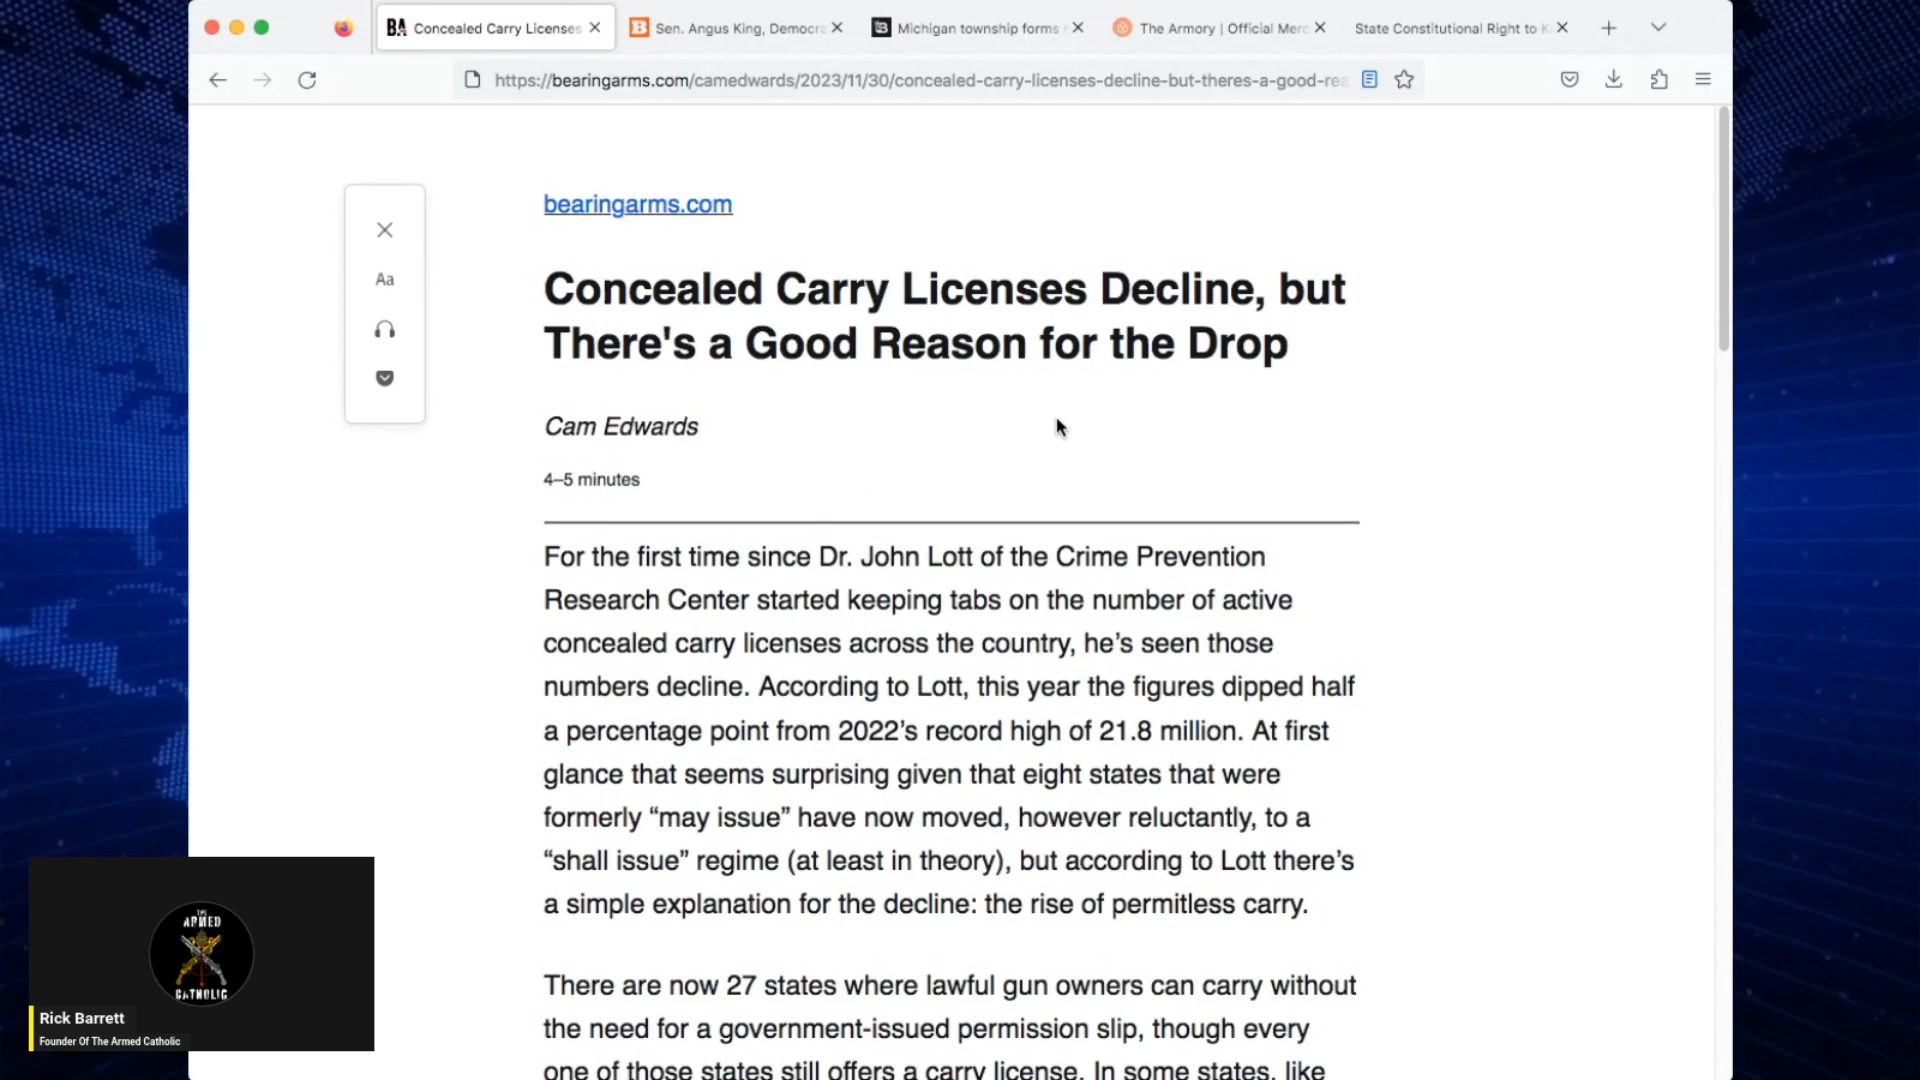 BA Concealed Carry Licenses
Sen. Angus King, Democra
Michigan township forms
The Armory | Official Merc
State Constitutional Right to K
https://bearingarms.com/camedwards/2023/11/30/concealed-carry-licenses-decline-but-theres-a-good-rea
bearingarms.com
Aa
Concealed Carry Licenses Decline, but
There's a Good Reason for the Drop
Cam Edwards
4–5 minutes
For the first time since Dr. John Lott of the Crime Prevention
Research Center started keeping tabs on the number of active
concealed carry licenses across the country, he’s seen those
numbers decline. According to Lott, this year the figures dipped half
a percentage point from 2022’s record high of 21.8 million. At first
glance that seems surprising given that eight states that were
formerly “may issue” have now moved, however reluctantly, to a
“shall issue” regime (at least in theory), but according to Lott there’s
a simple explanation for the decline: the rise of permitless carry.
There are now 27 states where lawful gun owners can carry without
the need for a government-issued permission slip, though every
one of those states still offers a carry license. In some states, like
THE
ARMED
CATHOLIC
Rick Barrett
Founder Of The Armed Catholic